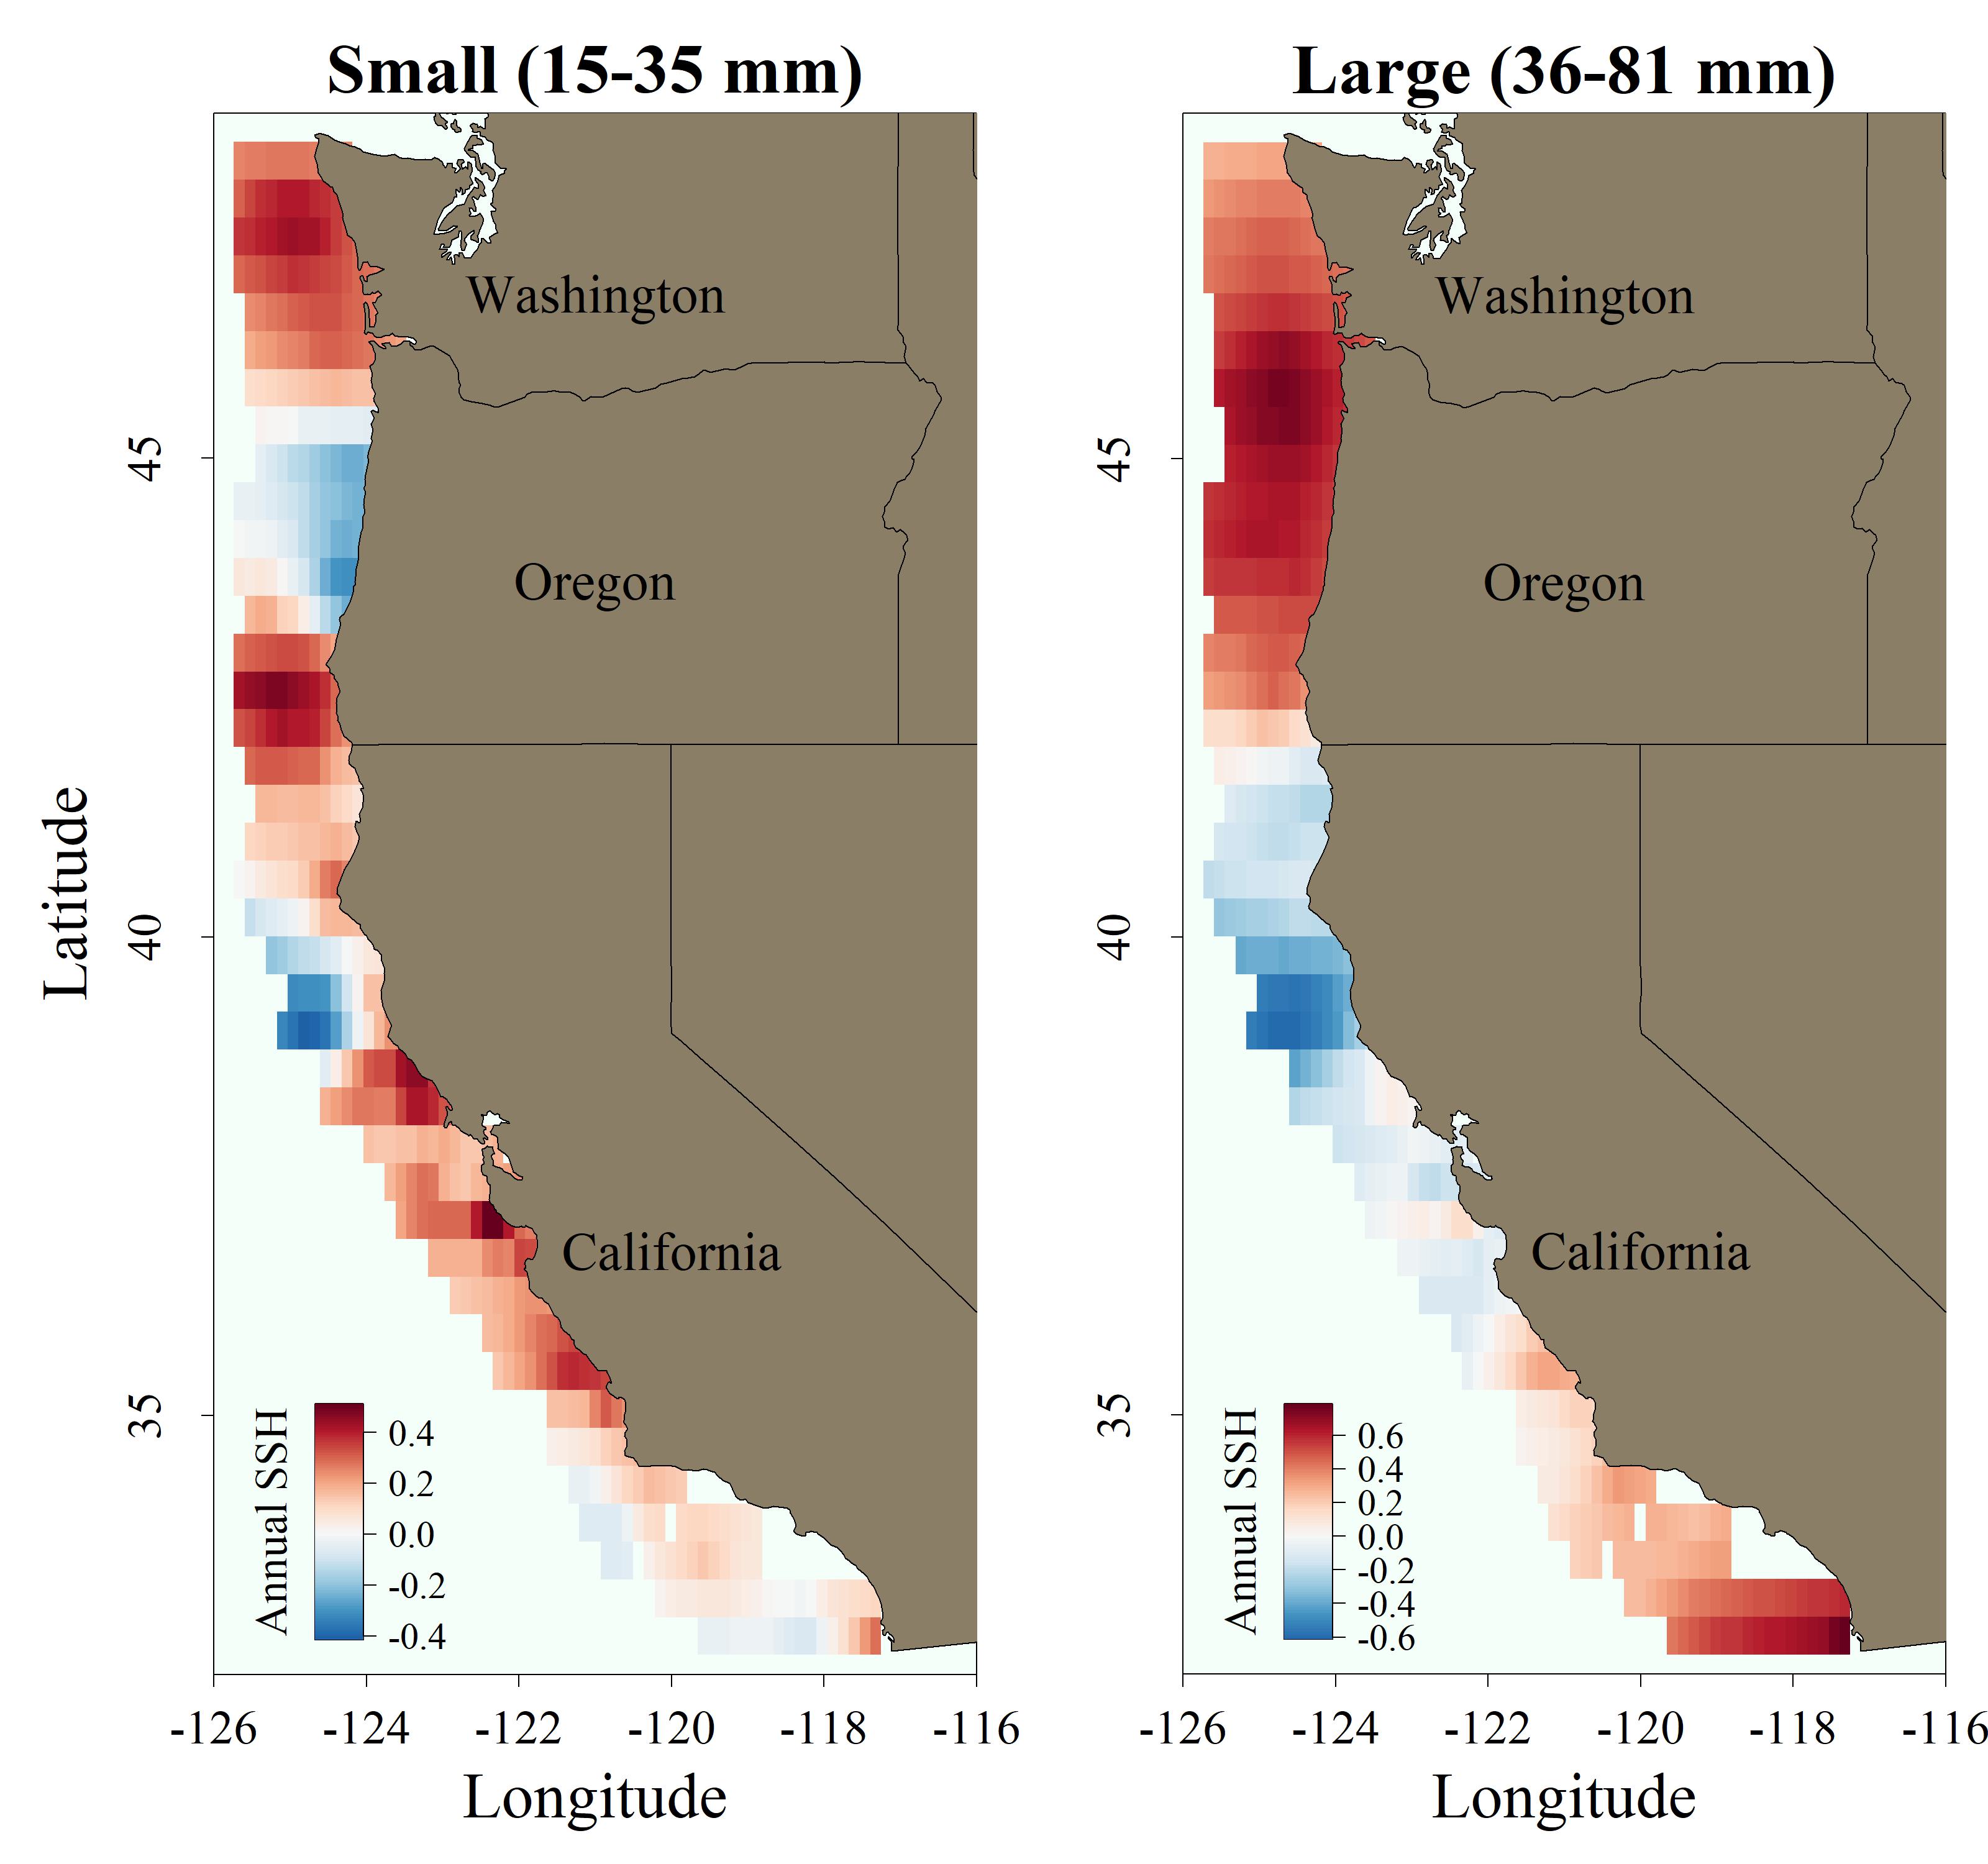 Small (15-35 mm)
Large (36-81 mm)
Latitude
45
40
35
Washington
Oregon
California
Annual SSH
0.4
0.2
0.0
-0.2
-0.4
-126
-124
-122
-120
-118
-116
Longitude
45
40
35
Washington
Oregon
California
Annual SSH
0.6
0.4
0.2
0.0
-0.2
-0.4
-0.6
-126
-124
-122
-120
-118
-116
Longitude